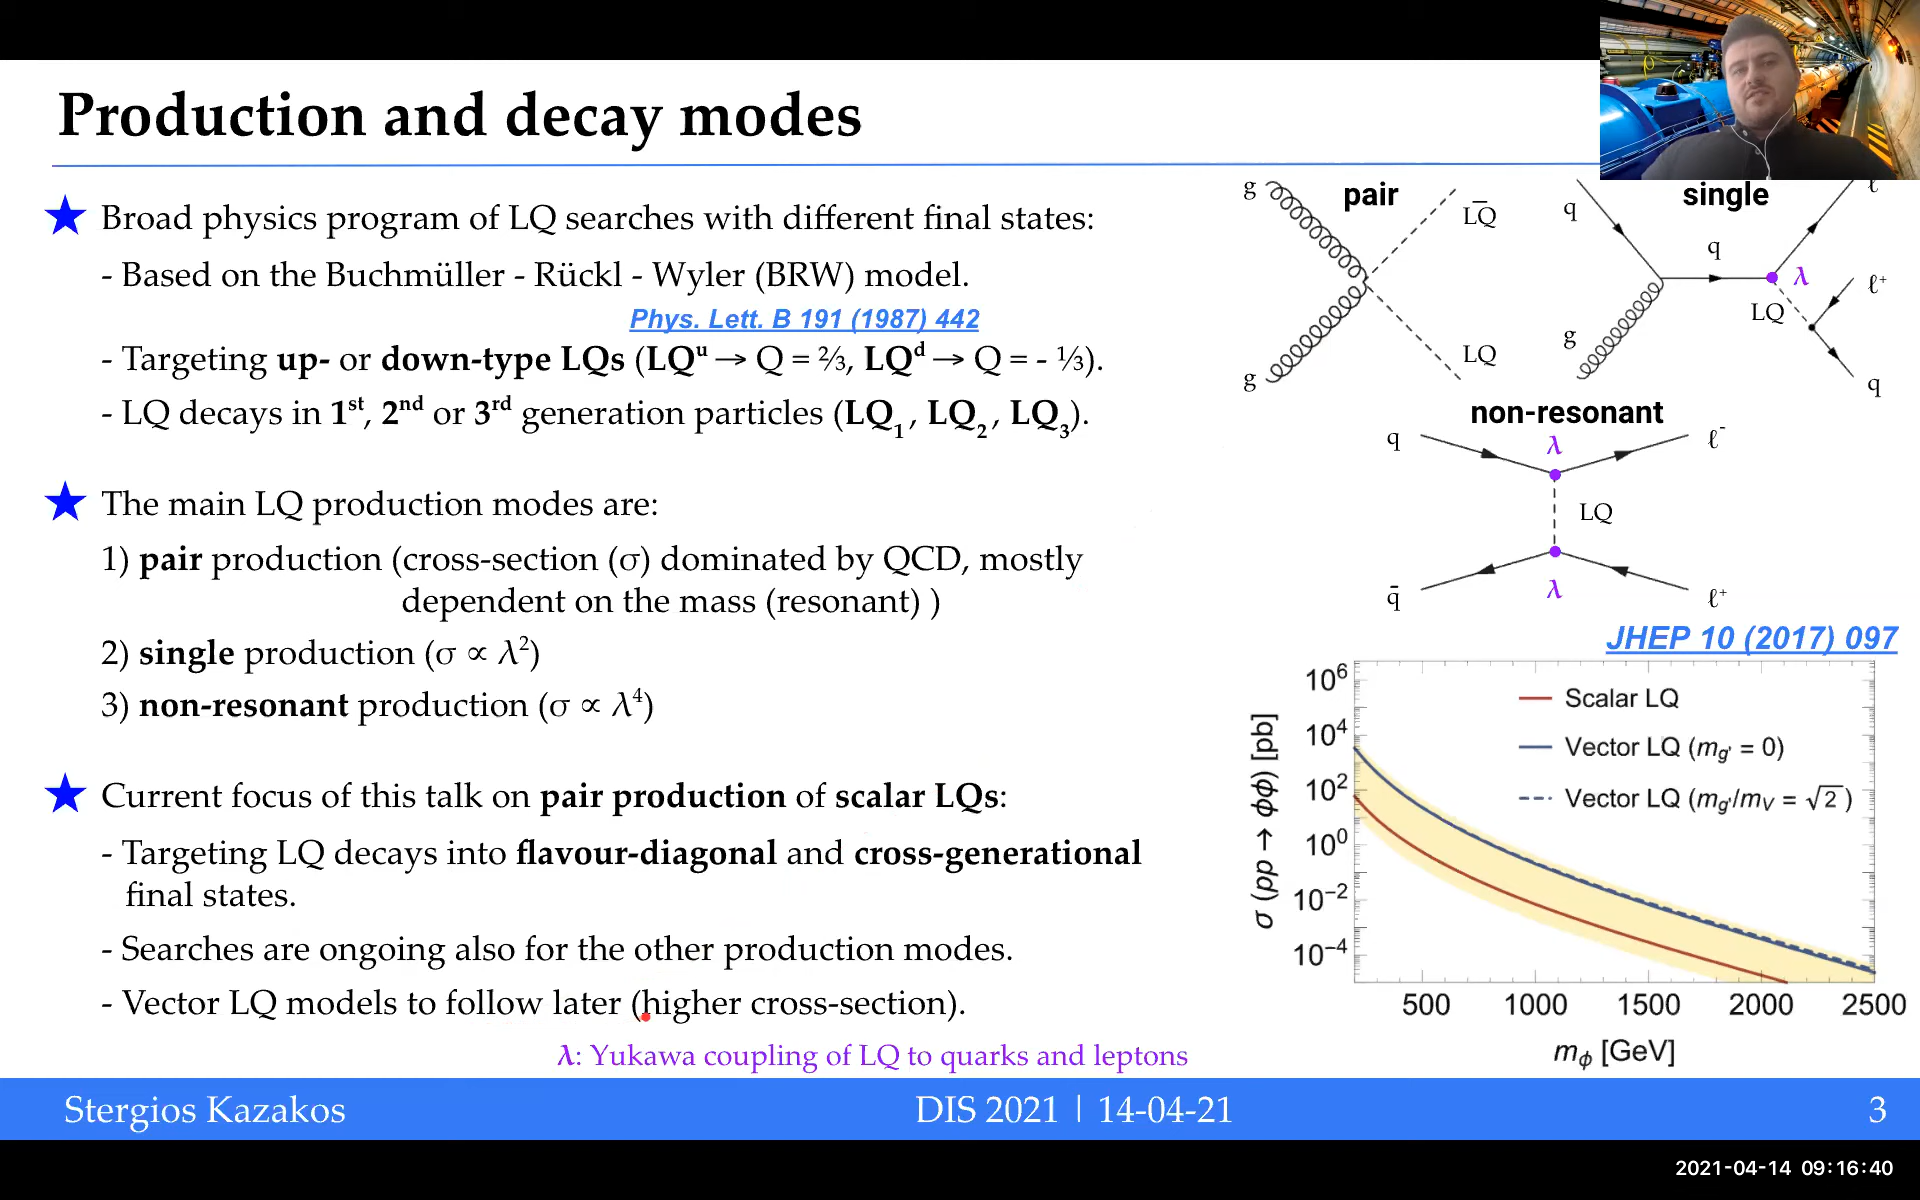 Production and decay modes
★ Broad physics program of LQ searches with different final states:
- Based on the Buchmüller - Rückl - Wyler (BRW) model.
Phys. Lett. B 191 (1987) 442
- Targeting up- or down-type LQs (LQᵘ → Q = ⅔, LQᵈ → Q = - ⅓).
- LQ decays in 1ˢᵗ, 2ⁿᵈ or 3ʳᵈ generation particles (LQ₁, LQ₂, LQ₃).
★ The main LQ production modes are:
1) pair production (cross-section (σ) dominated by QCD, mostly
dependent on the mass (resonant) )
2) single production (σ ∝ λ²)
3) non-resonant production (σ ∝ λ⁴)
★ Current focus of this talk on pair production of scalar LQs:
- Targeting LQ decays into flavour-diagonal and cross-generational
final states.
- Searches are ongoing also for the other production modes.
- Vector LQ models to follow later (higher cross-section).
λ: Yukawa coupling of LQ to quarks and leptons
pair
g
L̅Q̅
g
LQ
single
q
ℓ
q
λ
LQ
ℓ⁺
g
q
non-resonant
q
λ
ℓ⁻
LQ
q̄
λ
ℓ⁺
JHEP 10 (2017) 097
σ (pp → ϕϕ) [pb]
10⁶
10⁴
10²
10⁰
10⁻²
10⁻⁴
Scalar LQ
Vector LQ (m_g' = 0)
Vector LQ (m_g'/m_V = √2)
500 1000 1500 2000 2500
m_ϕ [GeV]
Stergios Kazakos DIS 2021 | 14-04-21 3
2021-04-14 09:16:40